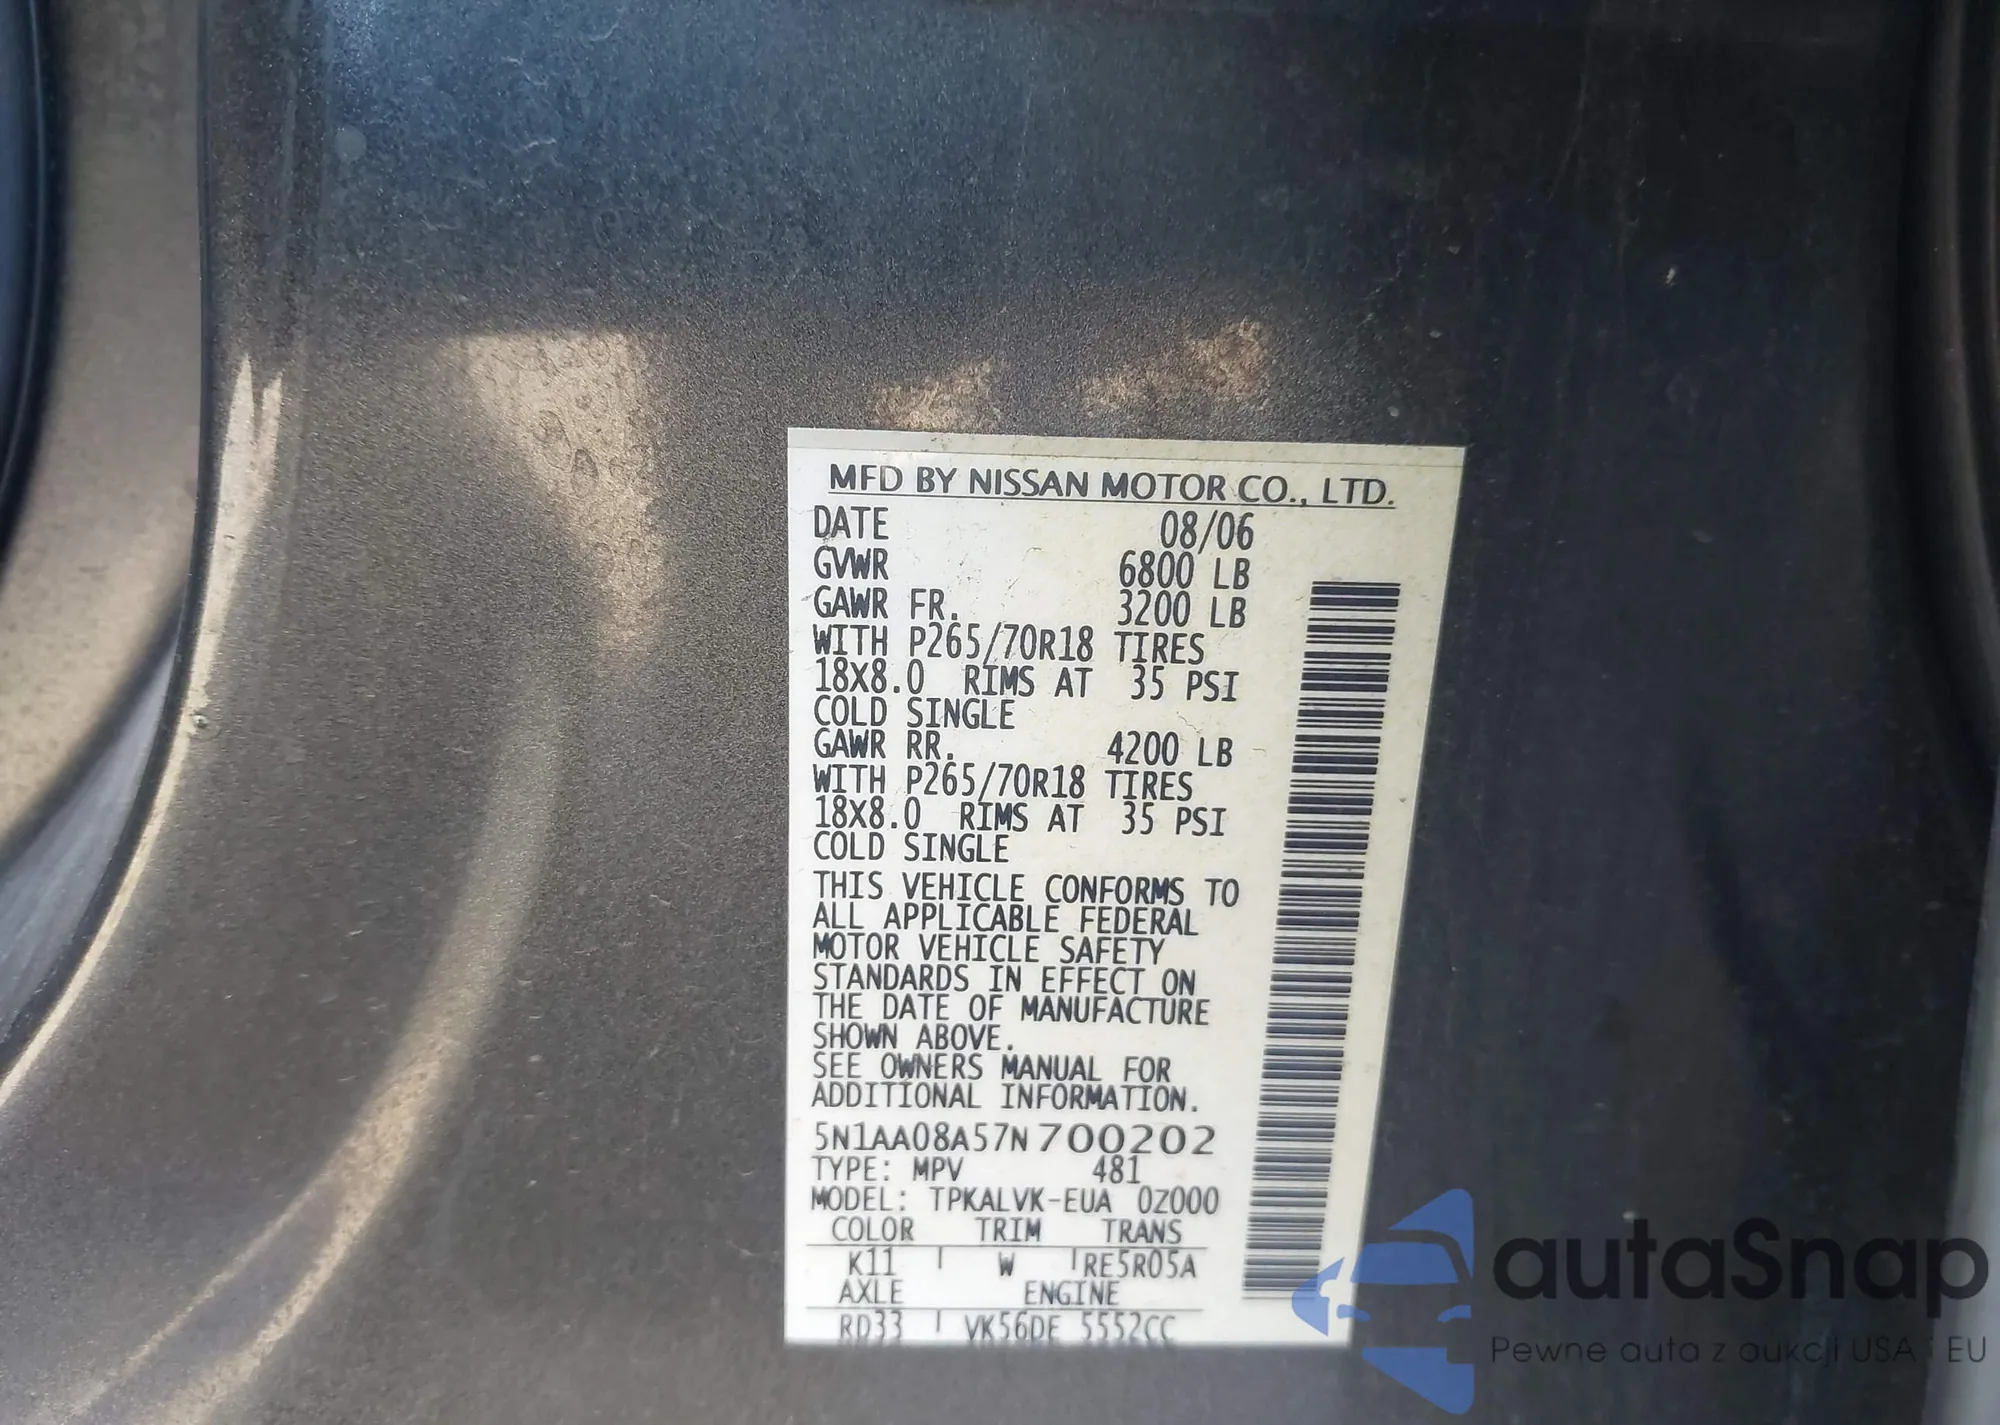 MFD BY NISSAN MOTOR CO., LTD.
DATE 08/06
GVWR 6800 LB
GAWR FR. 3200 LB
WITH P265/70R18 TIRES
18X8.0 RIMS AT 35 PSI
COLD SINGLE
GAWR RR. 4200 LB
WITH P265/70R18 TIRES
18X8.0 RIMS AT 35 PSI
COLD SINGLE
THIS VEHICLE CONFORMS TO
ALL APPLICABLE FEDERAL
MOTOR VEHICLE SAFETY
STANDARDS IN EFFECT ON
THE DATE OF MANUFACTURE
SHOWN ABOVE.
SEE OWNERS MANUAL FOR
ADDITIONAL INFORMATION.
5N1AA08A57N700202
TYPE: MPV 481
MODEL: TPKALVK-EUA 0Z000
COLOR TRIM TRANS
K11 W RE5R05A
AXLE ENGINE
RD33 VK56DE 5552CC
autaSnap
Pewne auta z aukcji USA i EU